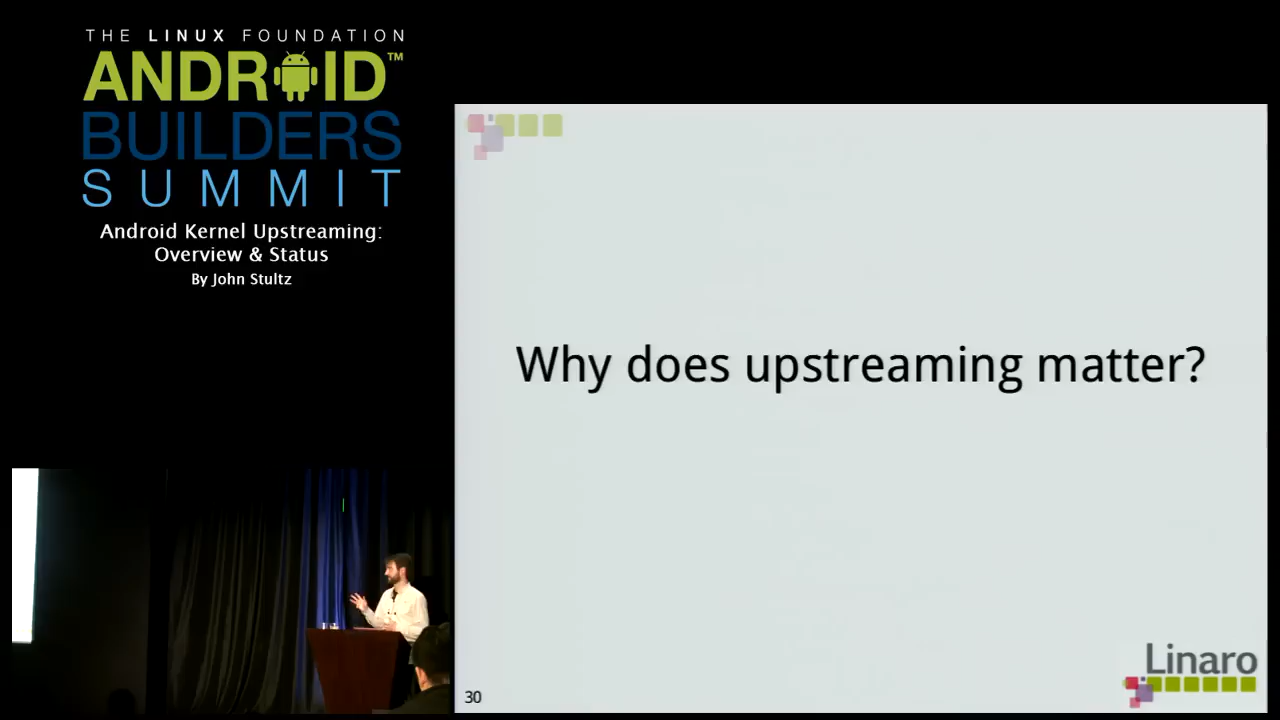 THE LINUX FOUNDATION
ANDROID™
BUILDERS
SUMMIT
Android Kernel Upstreaming:
Overview & Status
By John Stultz
Why does upstreaming matter?
Linaro
30